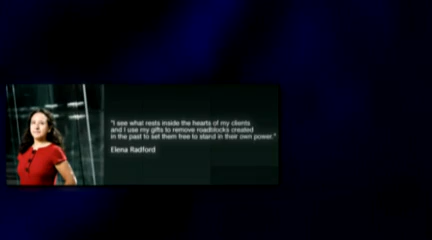 "I see what rests inside the hearts of my clients
and I use my gifts to remove roadblocks created
in the past to set them free to stand in their own power."
Elena Radford